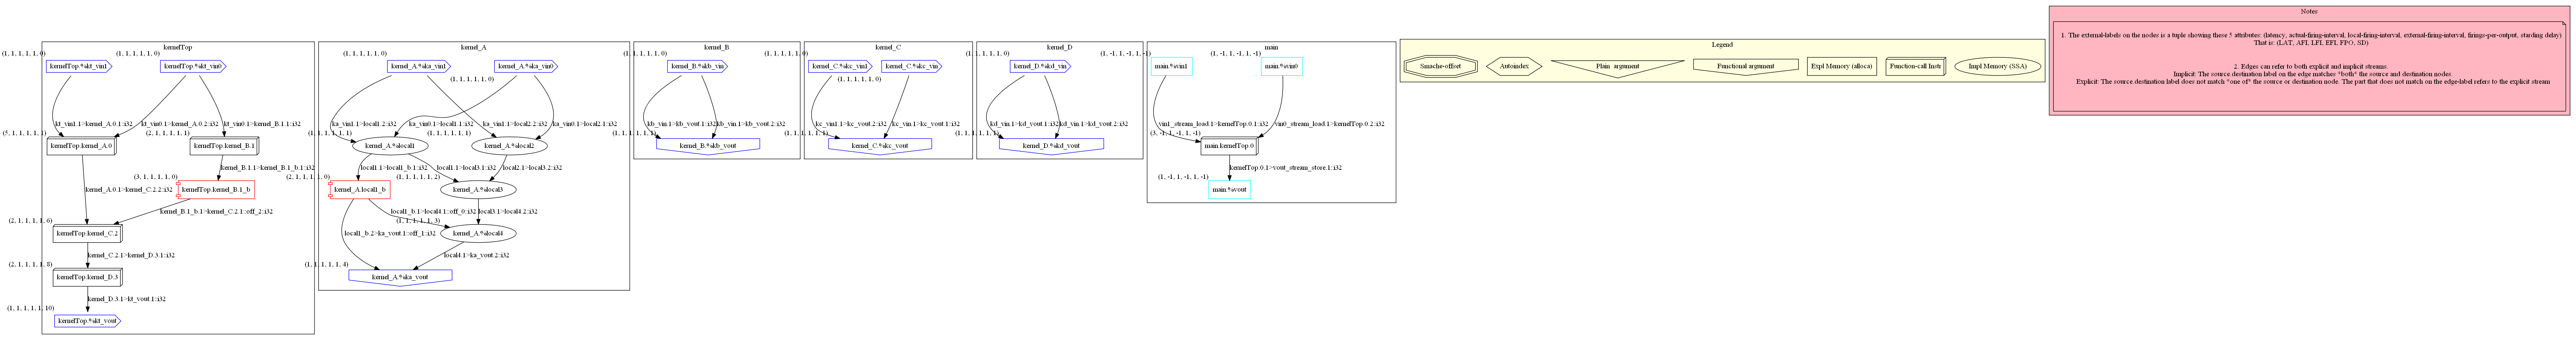 kernelTop
(1, 1, 1, 1, 1, 0)
(1, 1, 1, 1, 1, 0)
kernelTop.%kt_vin1
kernelTop.%kt_vin0
kt_vin1.1>kernel_A.0.1:i32
kt_vin0.1>kernel_A.0.2:i32
kt_vin0.1>kernel_B.1.1:i32
(5, 1, 1, 1, 1, 1)
(2, 1, 1, 1, 1, 1)
kernelTop.kernel_A.0
kernelTop.kernel_B.1
kernel_B.1.1>kernel_B.1_b.1:i32
(3, 1, 1, 1, 1, 0)
kernel_A.0.1>kernel_C.2.2:i32
kernelTop.kernel_B.1_b
kernel_B.1_b.1>kernel_C.2.1::off_2:i32
(2, 1, 1, 1, 1, 6)
kernelTop.kernel_C.2
kernel_C.2.1>kernel_D.3.1:i32
(2, 1, 1, 1, 1, 8)
kernelTop.kernel_D.3
kernel_D.3.1>kt_vout.1:i32
(1, 1, 1, 1, 1, 10)
kernelTop.%kt_vout
kernel_A
(1, 1, 1, 1, 1, 0)
kernel_A.%ka_vin1
kernel_A.%ka_vin0
(1, 1, 1, 1, 1, 0)
ka_vin1.1>local1.2:i32
ka_vin0.1>local1.1:i32
ka_vin1.1>local2.2:i32
ka_vin0.1>local2.1:i32
(1, 1, 1, 1, 1, 1)
(1, 1, 1, 1, 1, 1)
kernel_A.%local1
kernel_A.%local2
local1.1>local1_b.1:i32
local1.1>local3.1:i32
local2.1>local3.2:i32
(2, 1, 1, 1, 1, 0)
(1, 1, 1, 1, 1, 2)
kernel_A.local1_b
kernel_A.%local3
local1_b.1>local4.1::off_0:i32
local3.1>local4.2:i32
(1, 1, 1, 1, 1, 3)
local1_b.2>ka_vout.1::off_1:i32
kernel_A.%local4
local4.1>ka_vout.2:i32
(1, 1, 1, 1, 1, 4)
kernel_A.%ka_vout
kernel_B
(1, 1, 1, 1, 1, 0)
kernel_B.%kb_vin
kb_vin.1>kb_vout.1:i32
kb_vin.1>kb_vout.2:i32
(1, 1, 1, 1, 1, 1)
kernel_B.%kb_vout
kernel_C
(1, 1, 1, 1, 1, 0)
kernel_C.%kc_vin1
kernel_C.%kc_vin
(1, 1, 1, 1, 1, 0)
kc_vin1.1>kc_vout.2:i32
kc_vin.1>kc_vout.1:i32
(1, 1, 1, 1, 1, 1)
kernel_C.%kc_vout
kernel_D
(1, 1, 1, 1, 1, 0)
kernel_D.%kd_vin
kd_vin.1>kd_vout.1:i32
kd_vin.1>kd_vout.2:i32
(1, 1, 1, 1, 1, 1)
kernel_D.%kd_vout
main
(1, -1, 1, -1, 1, -1)
(1, -1, 1, -1, 1, -1)
main.%vin1
main.%vin0
vin1_stream_load.1>kernelTop.0.1:i32
vin0_stream_load.1>kernelTop.0.2:i32
(3, -1, 1, -1, 1, -1)
main.kernelTop.0
kernelTop.0.1>vout_stream_store.1:i32
(1, -1, 1, -1, 1, -1)
main.%vout
Legend
Smache-offset
Autoindex
Plain argument
Functional argument
Expl Memory (alloca)
Function-call Instr
Impl Memory (SSA)
Notes
1. The external-labels on the nodes is a tuple showing these 5 attributes: (latency, actual-firing-interval, local-firing-interval, external-firing-interval, firings-per-output, starding delay)
That is: (LAT, AFI, LFI, EFI, FPO, SD)
2. Edges can refer to both explicit and implicit streams.
Implicit: The source.destination label on the edge matches *both* the source and destination nodes.
Explicit: The source.destination label does not match *one of* the source or destination node. The part that does not match on the edge-label refers to the explicit stream